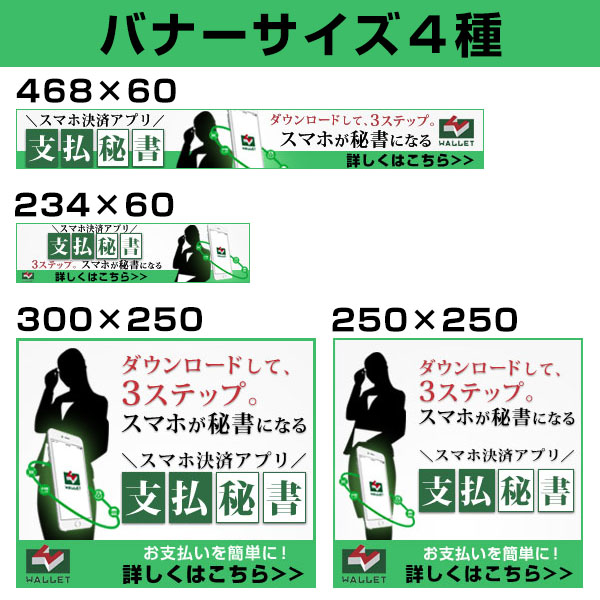 バナーサイズ4種
468×60
＼スマホ決済アプリ／
支払秘書
ダウンロードして、3ステップ。
スマホが秘書になる
WALLET
詳しくはこちら>>
234×60
＼スマホ決済アプリ／
支払秘書
3ステップ。スマホが秘書になる
詳しくはこちら>>
300×250
ダウンロードして、
3ステップ。
スマホが秘書になる
＼スマホ決済アプリ／
支払秘書
WALLET
お支払いを簡単に！
詳しくはこちら>>
WALLET
250×250
ダウンロードして、
3ステップ。
スマホが秘書になる
＼スマホ決済アプリ／
支払秘書
WALLET
お支払いを簡単に！
詳しくはこちら>>
WALLET